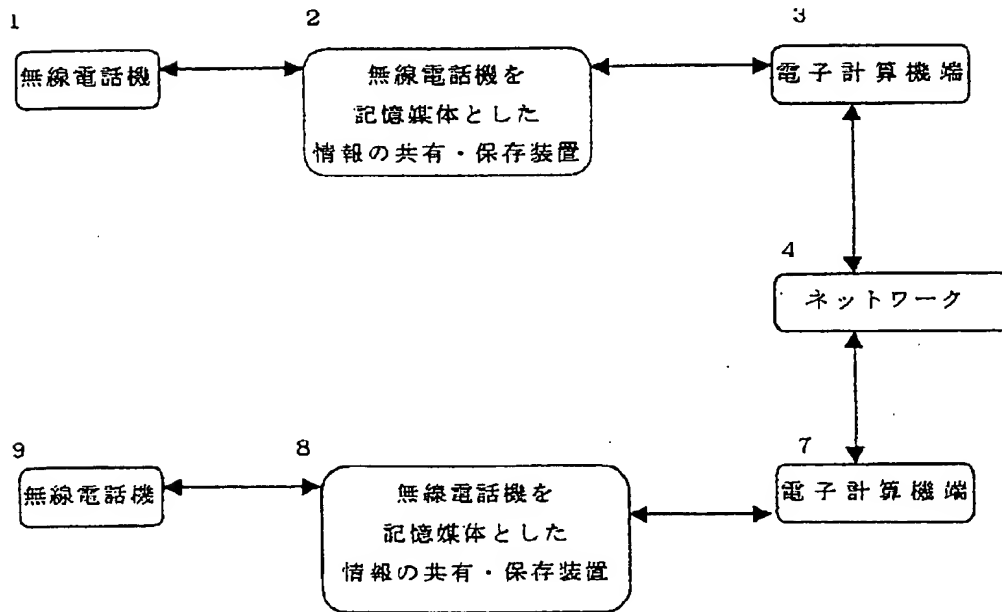 1
2
3
無線電話機
無線電話機を
記憶媒体とした
情報の共有・保存装置
電子計算機端
4
ネットワーク
9
8
7
無線電話機
無線電話機を
記憶媒体とした
情報の共有・保存装置
電子計算機端